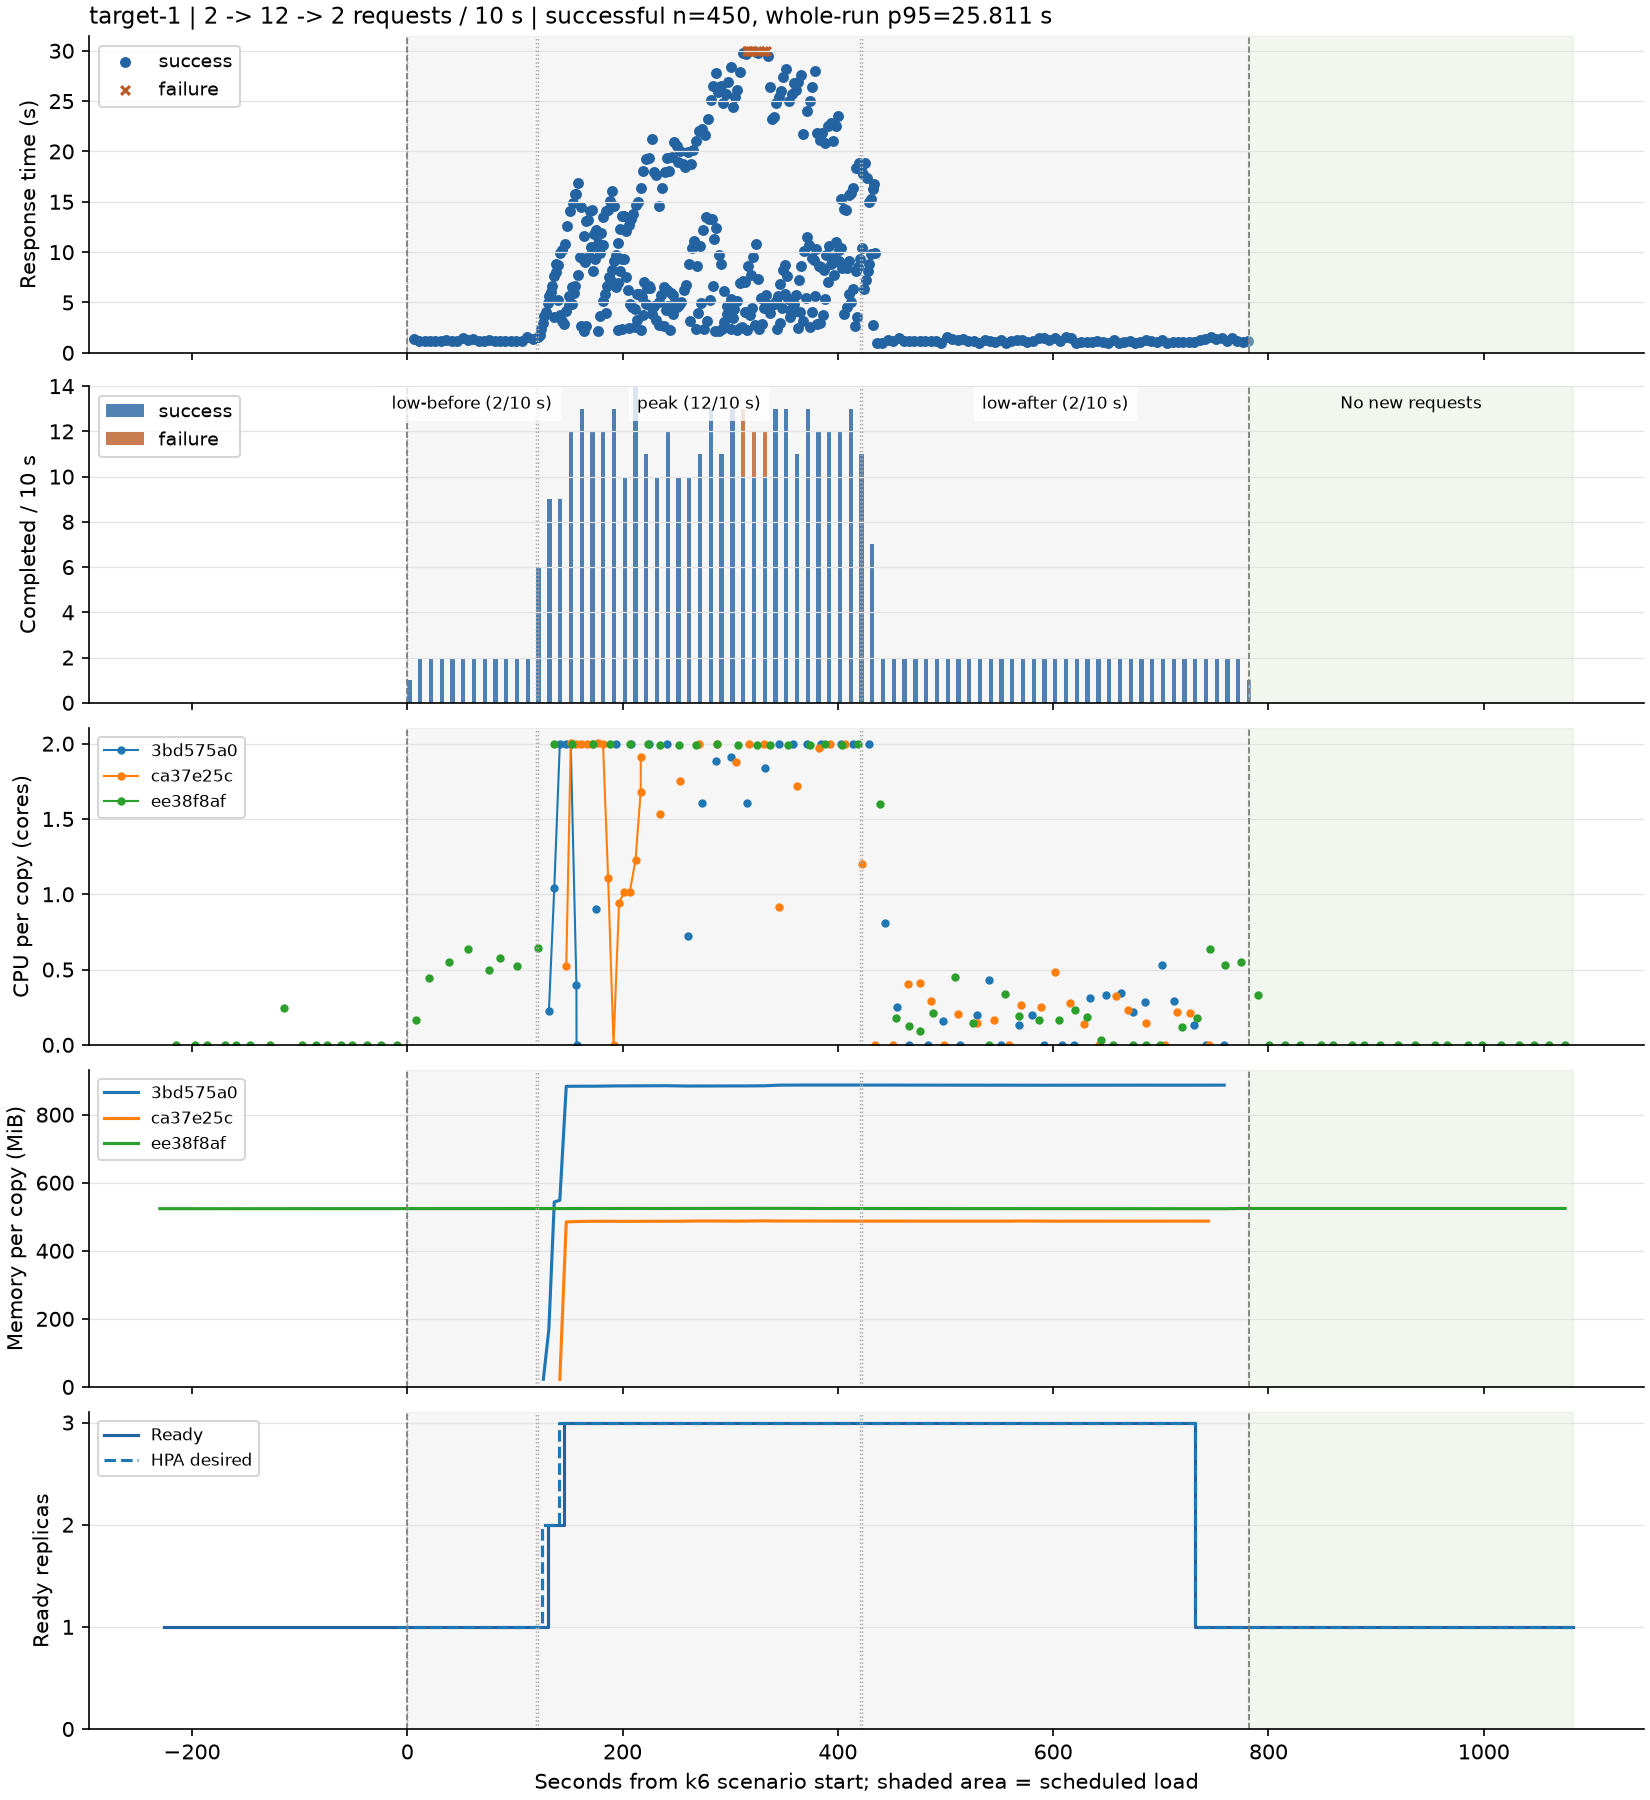 target-1 | 2 -> 12 -> 2 requests / 10 s | successful n=450, whole-run p95=25.811 s
Response time (s)
30
25
20
15
10
5
0
success
failure
Completed / 10 s
14
12
10
8
6
4
2
0
success
failure
low-before (2/10 s)
peak (12/10 s)
low-after (2/10 s)
No new requests
CPU per copy (cores)
2.0
1.5
1.0
0.5
0.0
3bd575a0
ca37e25c
ee38f8af
Memory per copy (MiB)
800
600
400
200
0
3bd575a0
ca37e25c
ee38f8af
Ready replicas
3
2
1
0
Ready
HPA desired
−200
0
200
400
600
800
1000
Seconds from k6 scenario start; shaded area = scheduled load